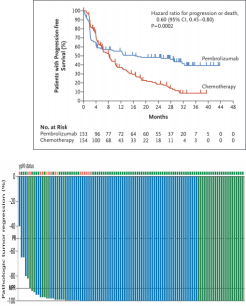 Hazard ratio for progression or death,
0.60 (95% CI, 0.45–0.80)
P=0.0002
Patients with Progression-free
Survival (%)
100
90
80
70
60
50
40
30
20
10
0
Pembrolizumab
Chemotherapy
0 4 8 12 16 20 24 28 32 36 40 44 48
Months
No. at Risk
Pembrolizumab 153 96 77 72 64 60 55 37 20 7 5 0 0
Chemotherapy 154 100 68 43 33 22 18 11 4 3 0 0 0
Pathologic tumor regression (%)